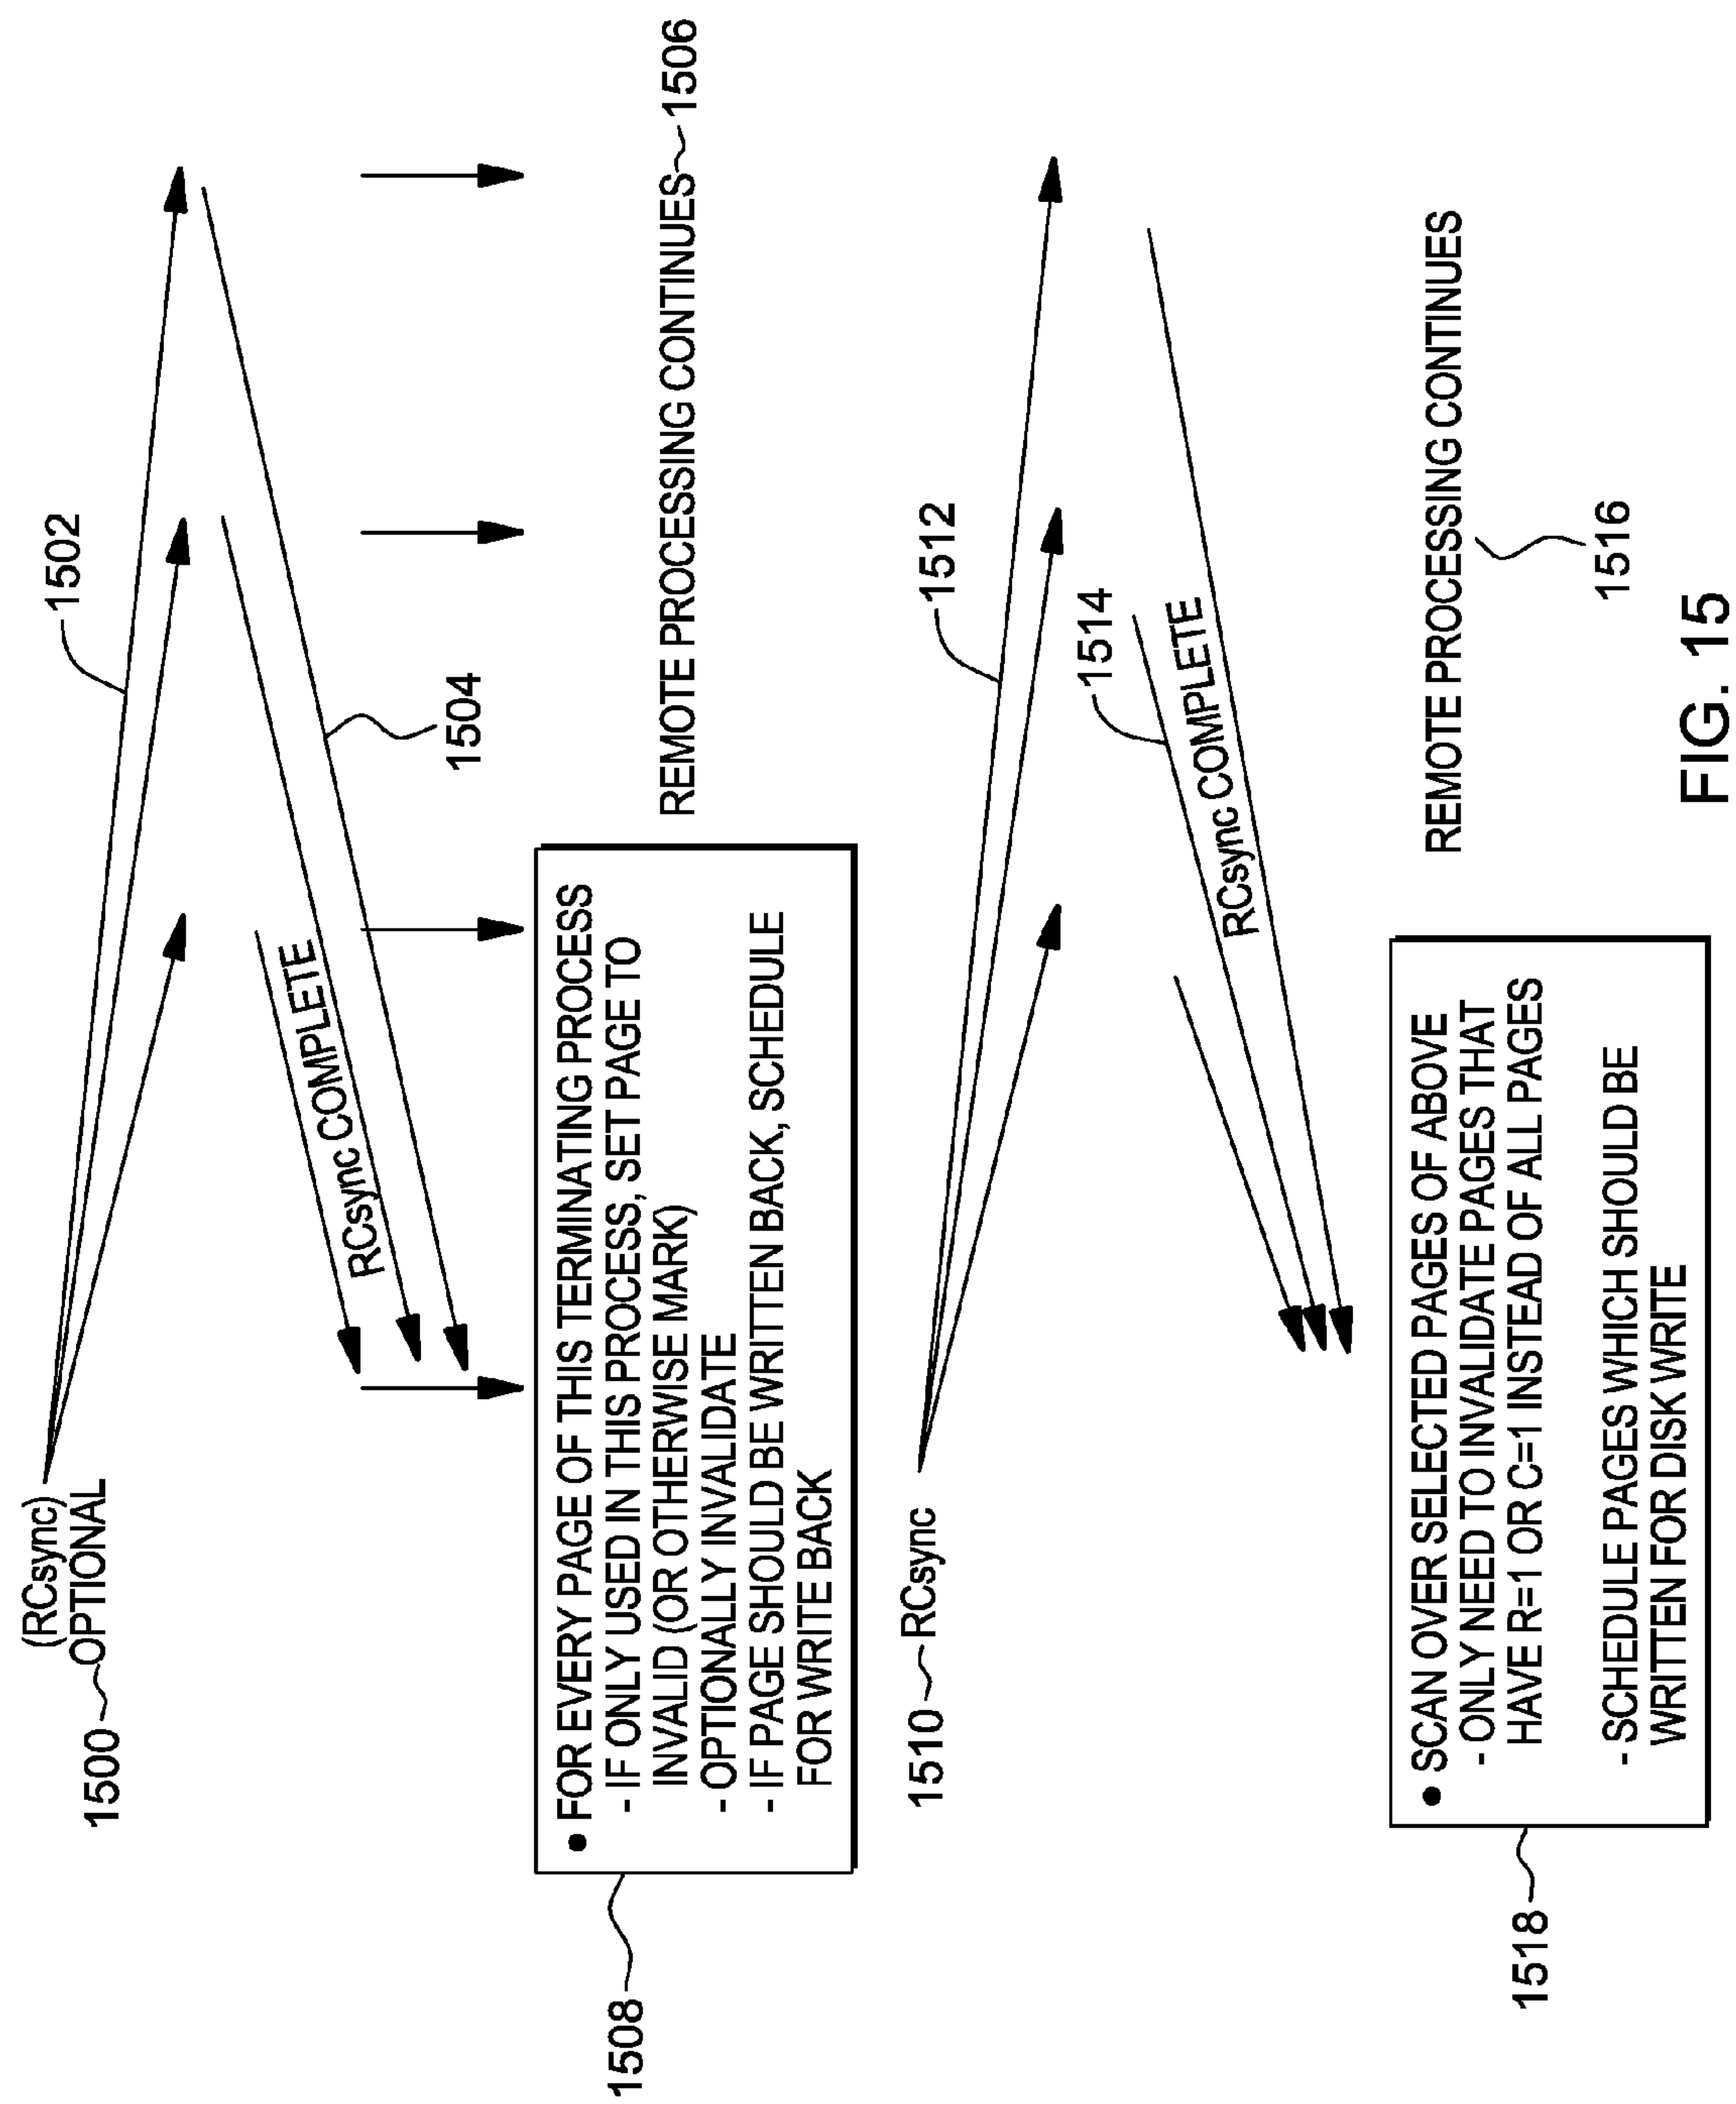 (RCsync)
1500 OPTIONAL
1502
RCsync COMPLETE
1504
1508
• FOR EVERY PAGE OF THIS TERMINATING PROCESS
- IF ONLY USED IN THIS PROCESS, SET PAGE TO
INVALID (OR OTHERWISE MARK)
- OPTIONALLY INVALIDATE
- IF PAGE SHOULD BE WRITTEN BACK, SCHEDULE
FOR WRITE BACK
REMOTE PROCESSING CONTINUES 1506
1510 RCsync
1512
1514
RCsync COMPLETE
1518
• SCAN OVER SELECTED PAGES OF ABOVE
- ONLY NEED TO INVALIDATE PAGES THAT
HAVE R=1 OR C=1 INSTEAD OF ALL PAGES
- SCHEDULE PAGES WHICH SHOULD BE
WRITTEN FOR DISK WRITE
REMOTE PROCESSING CONTINUES
1516
FIG. 15